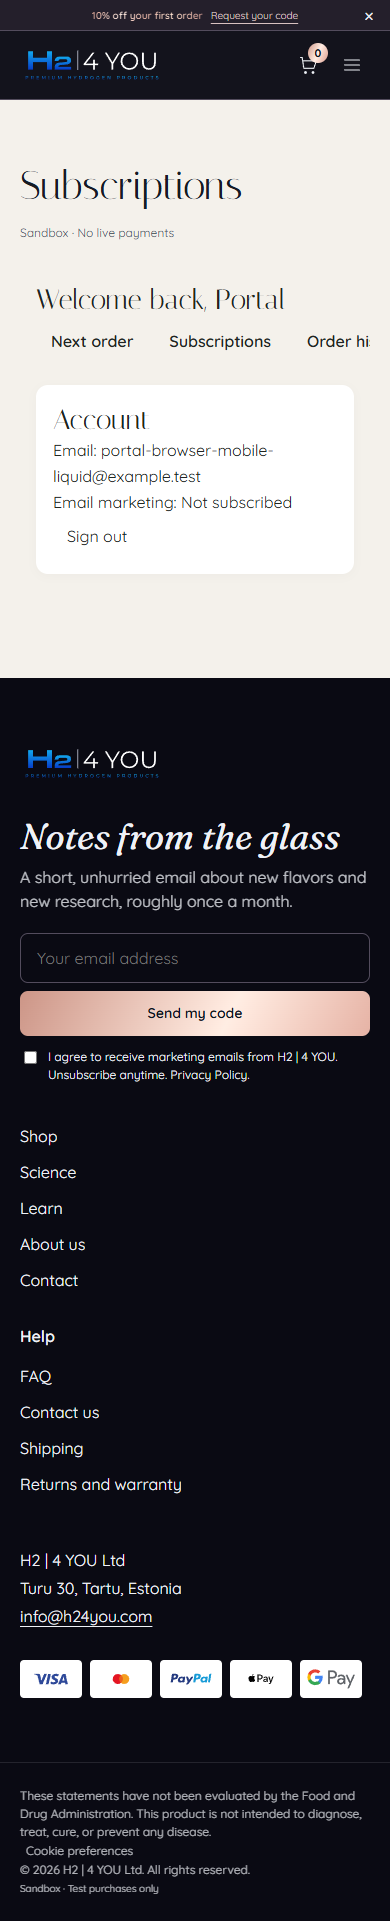 10% off your first order Request your code ×
H2 | 4 YOU
PREMIUM HYDROGEN PRODUCTS
0
Subscriptions
Sandbox · No live payments
Welcome back, Portal
Next order Subscriptions Order his
Account
Email: portal-browser-mobile-
liquid@example.test
Email marketing: Not subscribed
Sign out
H2 | 4 YOU
PREMIUM HYDROGEN PRODUCTS
Notes from the glass
A short, unhurried email about new flavors and
new research, roughly once a month.
Your email address
Send my code
I agree to receive marketing emails from H2 | 4 YOU.
Unsubscribe anytime. Privacy Policy.
Shop
Science
Learn
About us
Contact
Help
FAQ
Contact us
Shipping
Returns and warranty
H2 | 4 YOU Ltd
Turu 30, Tartu, Estonia
info@h24you.com
VISA PayPal Pay G Pay
These statements have not been evaluated by the Food and
Drug Administration. This product is not intended to diagnose,
treat, cure, or prevent any disease.
Cookie preferences
© 2026 H2 | 4 YOU Ltd. All rights reserved.
Sandbox · Test purchases only